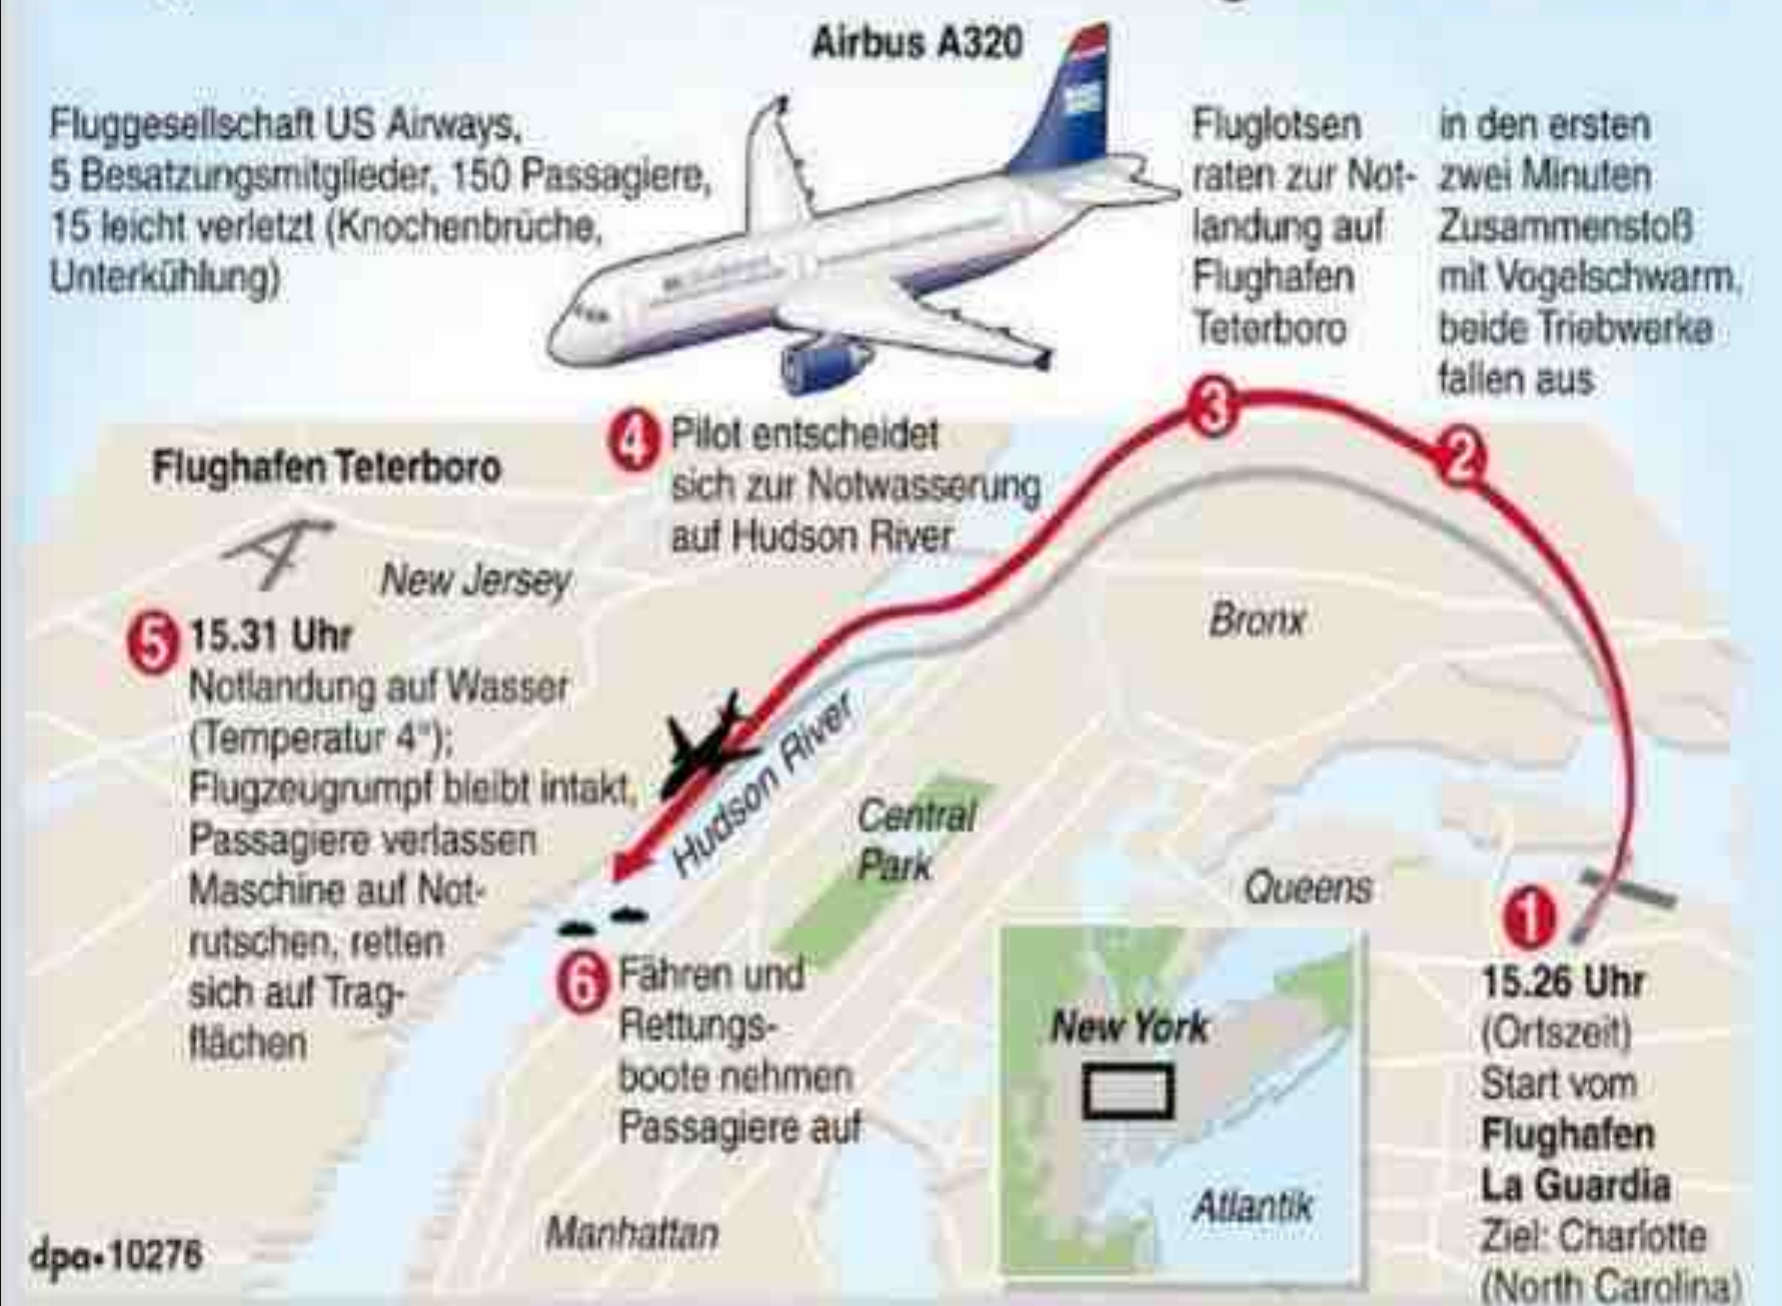 Airbus A320
Fluggesellschaft US Airways,
5 Besatzungsmitglieder, 150 Passagiere,
15 leicht verletzt (Knochenbrüche,
Unterkühlung)
Fluglotsen
raten zur Not-
landung auf
Flughafen
Teterboro
in den ersten
zwei Minuten
Zusammenstoß
mit Vogelschwarm,
beide Triebwerke
fallen aus
3
2
4 Pilot entscheidet
sich zur Notwasserung
auf Hudson River
Flughafen Teterboro
New Jersey
Bronx
5 15.31 Uhr
Notlandung auf Wasser
(Temperatur 4°);
Flugzeugrumpf bleibt intakt,
Passagiere verlassen
Maschine auf Not-
rutschen, retten
sich auf Trag-
flächen
Hudson River
Central
Park
Queens
6 Fähren und
Rettungs-
boote nehmen
Passagiere auf
New York
Atlantik
1
15.26 Uhr
(Ortszeit)
Start vom
Flughafen
La Guardia
Ziel: Charlotte
(North Carolina)
Manhattan
dpa•10276